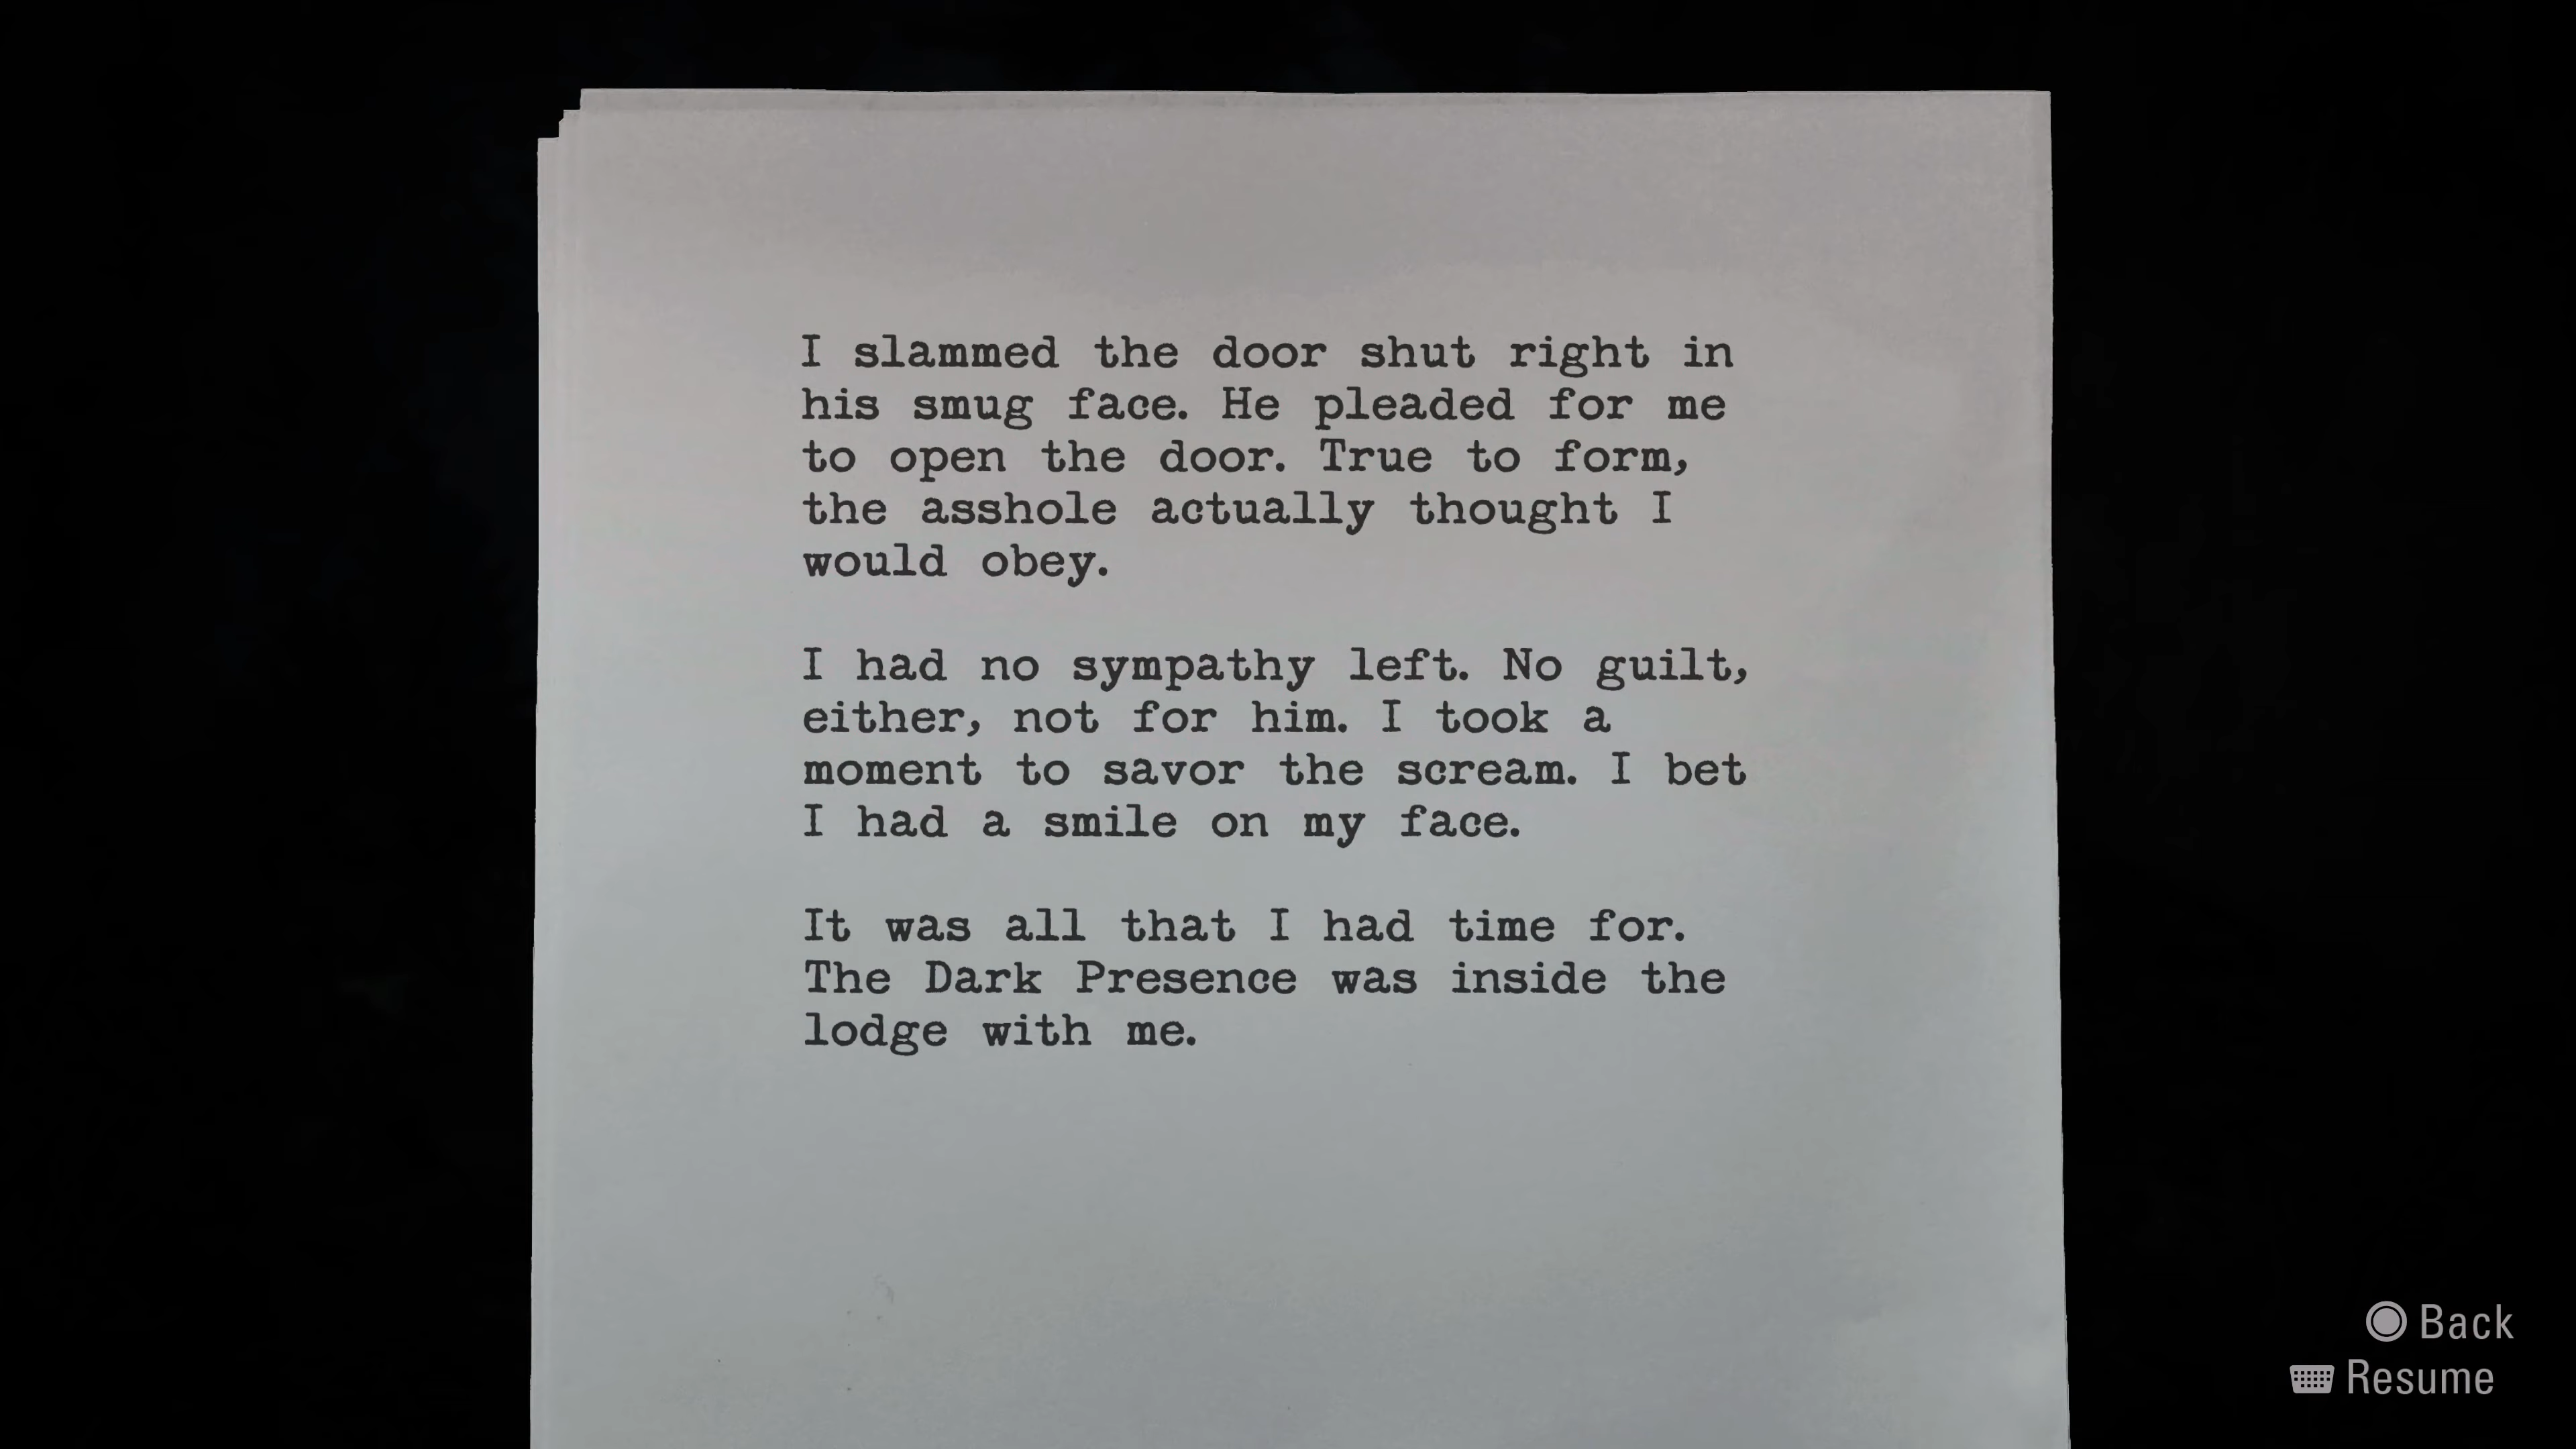 I slammed the door shut right in
his smug face. He pleaded for me
to open the door. True to form,
the asshole actually thought I
would obey.
I had no sympathy left. No guilt,
either, not for him. I took a
moment to savor the scream. I bet
I had a smile on my face.
It was all that I had time for.
The Dark Presence was inside the
lodge with me.
Back
Resume